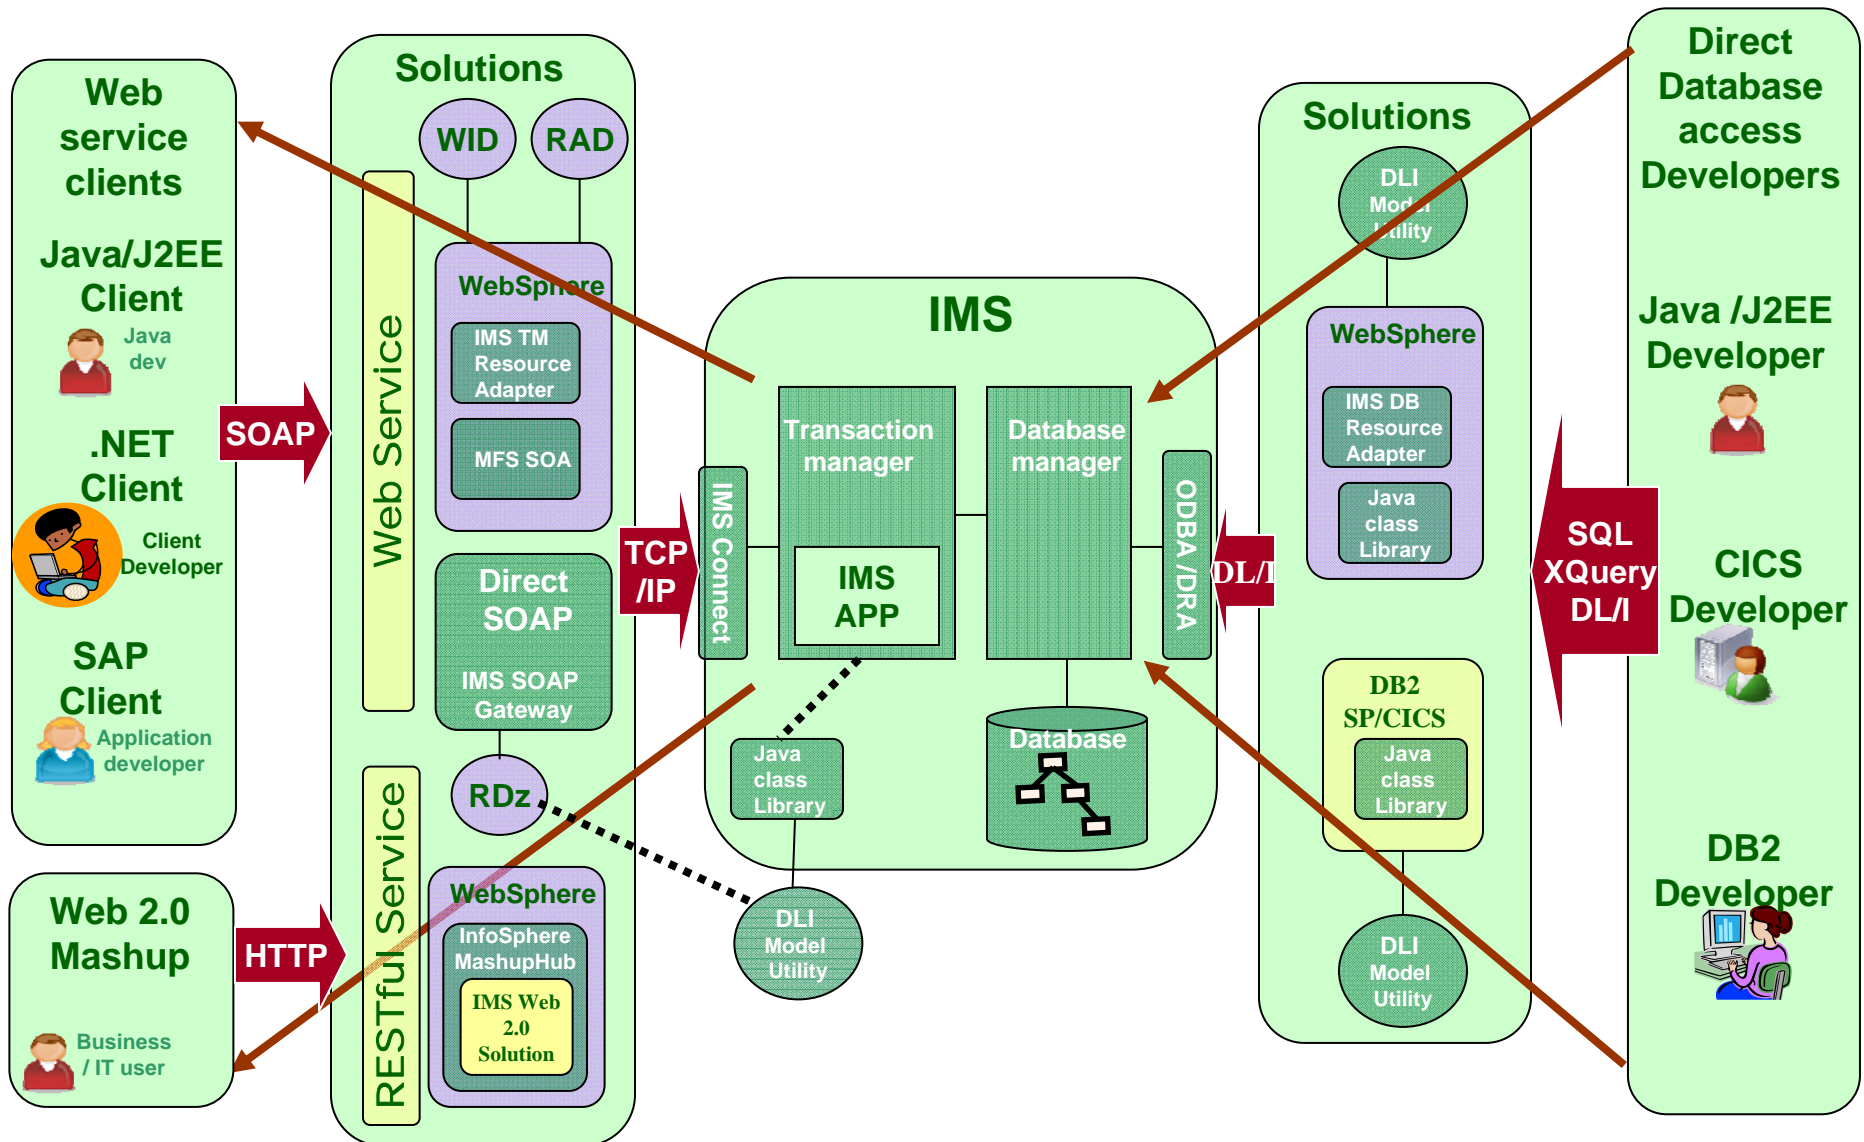 Web
service
clients
Java/J2EE
Client
Java
dev
.NET
Client
Client
Developer
SAP
Client
Application
developer
Web 2.0
Mashup
Business
/ IT user
SOAP
HTTP
Solutions
Web Service
RESTful Service
WID
RAD
WebSphere
IMS TM
Resource
Adapter
MFS SOA
Direct
SOAP
IMS SOAP
Gateway
RDz
WebSphere
InfoSphere
MashupHub
IMS Web
2.0
Solution
TCP
/IP
IMS
IMS Connect
Transaction
manager
IMS
APP
Database
manager
ODBA /DRA
Java
class
Library
Database
DLI
Model
Utility
DL/I
Solutions
DLI
Model
Utility
WebSphere
IMS DB
Resource
Adapter
Java
class
Library
DB2
SP/CICS
Java
class
Library
DLI
Model
Utility
SQL
XQuery
DL/I
Direct
Database
access
Developers
Java /J2EE
Developer
CICS
Developer
DB2
Developer